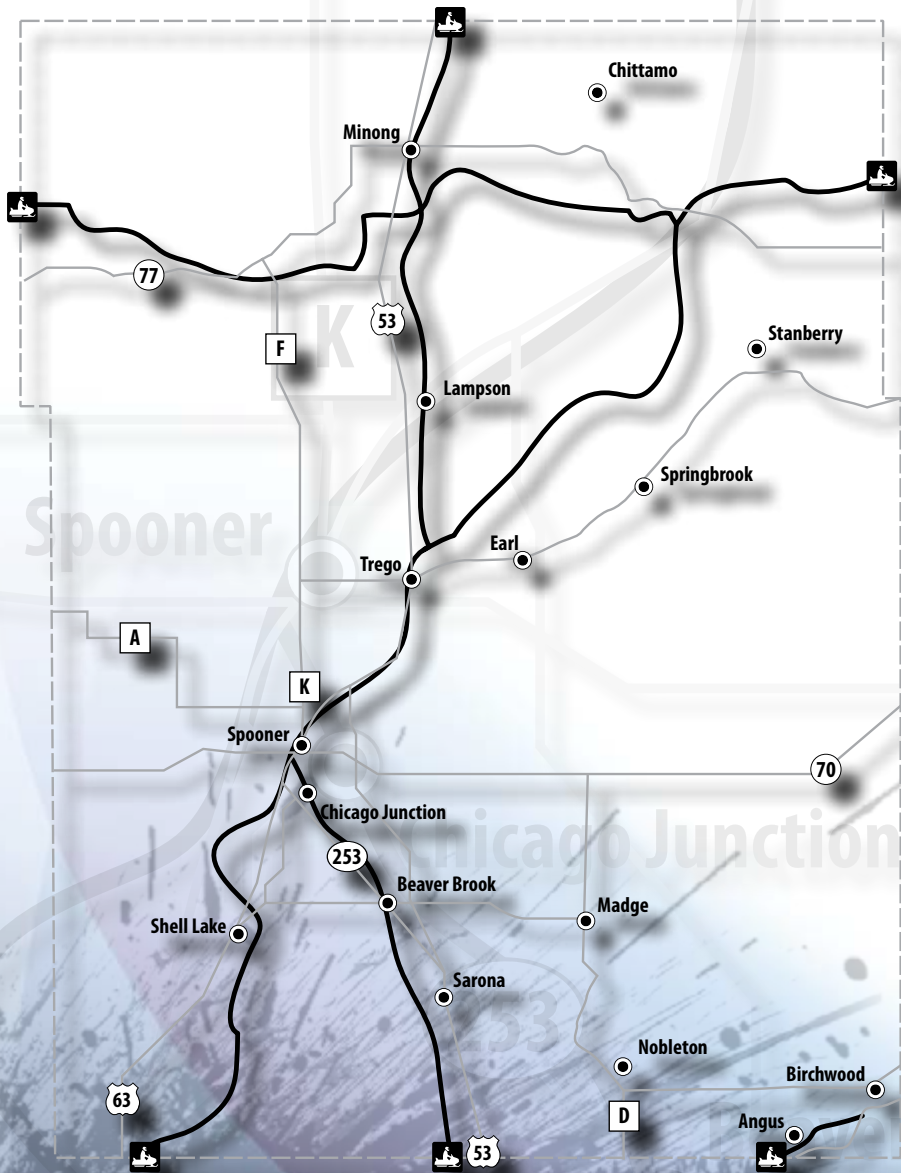 Chittamo
Minong
77
53
F
K
Stanberry
Lampson
Springbrook
Spooner
Earl
Trego
A
K
Spooner
70
Chicago Junction
Chicago Junction
253
Beaver Brook
Madge
Shell Lake
Sarona
253
Nobleton
Birchwood
63
D
Angus
53